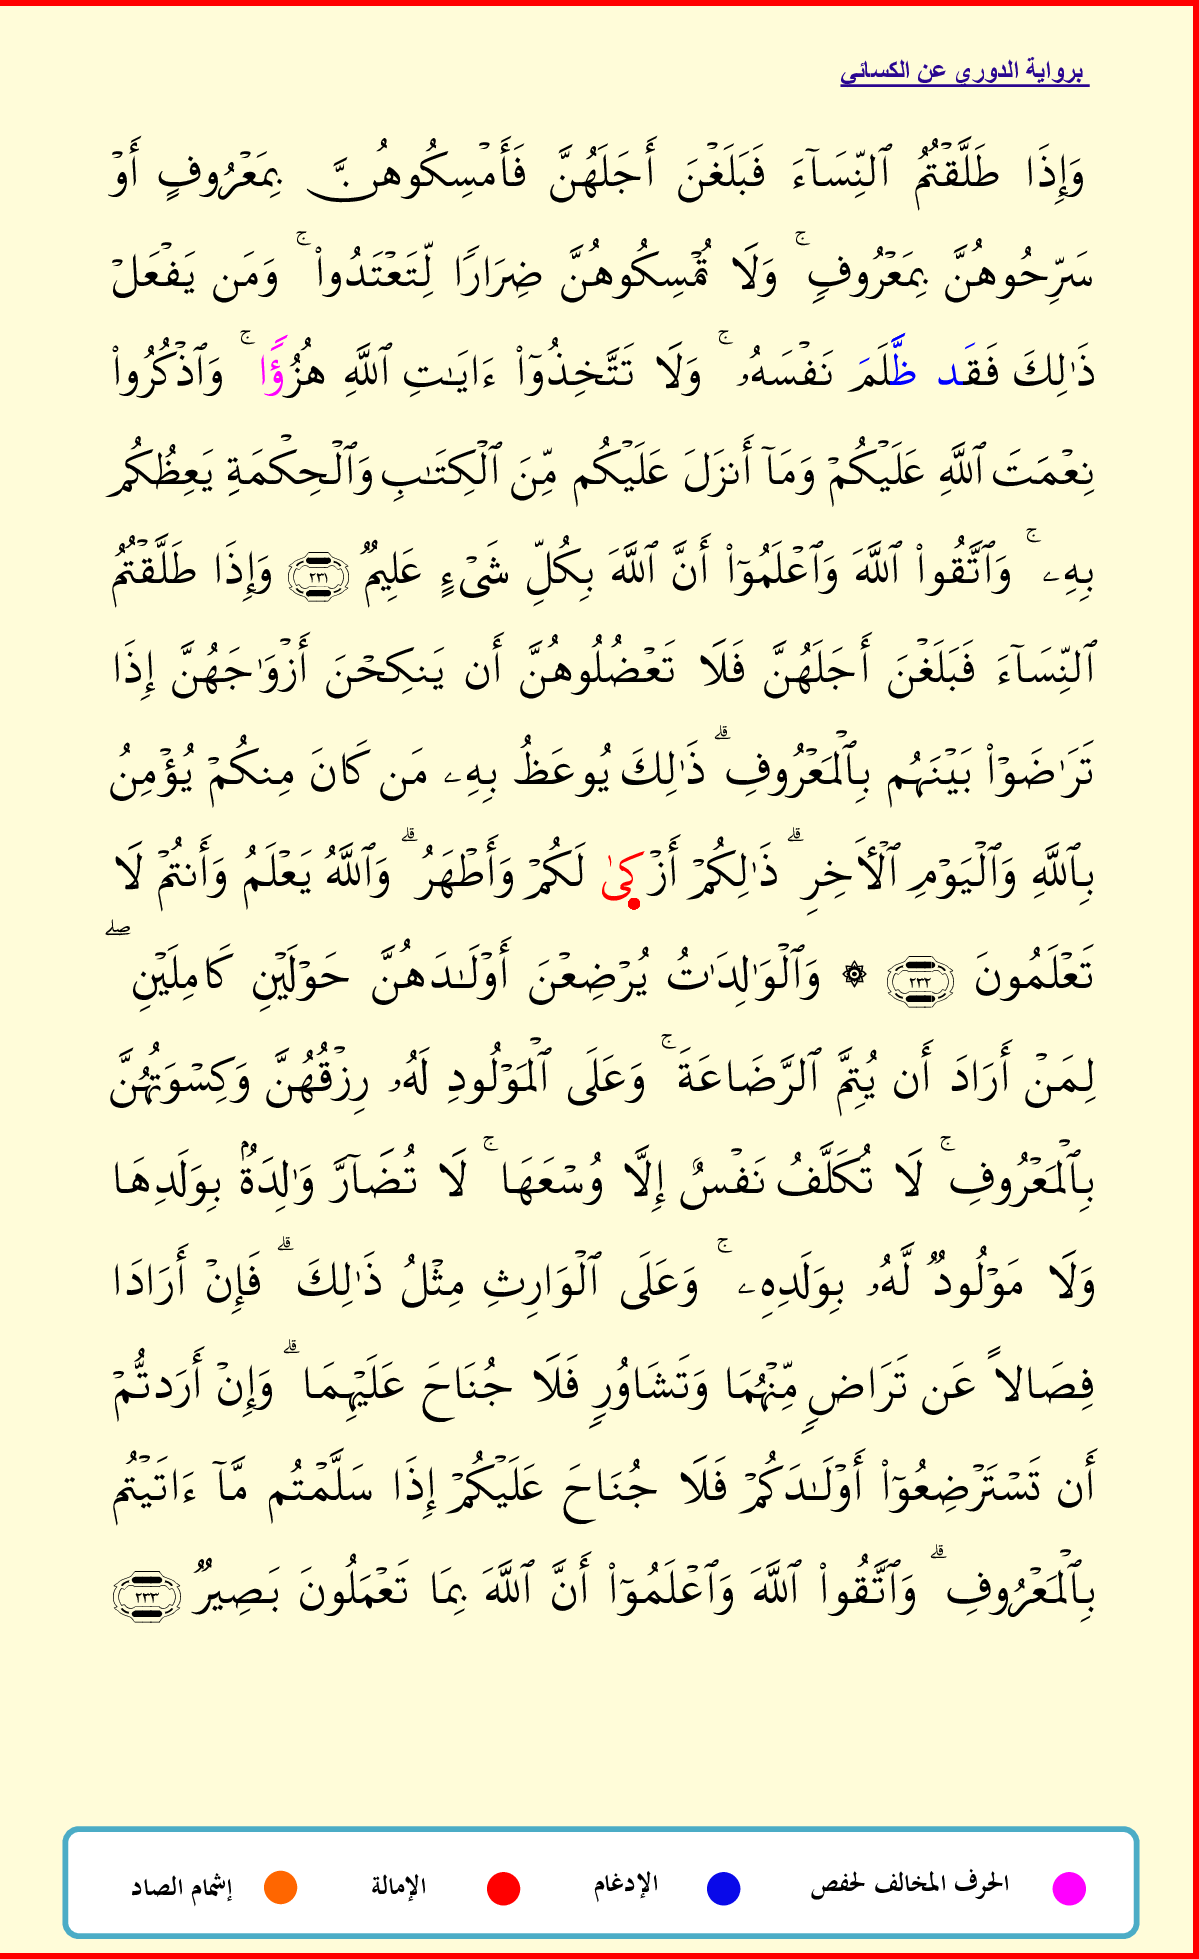 برواية الدوري عن الكسائي
وَإِذَا طَلَّقۡتُمُ ٱلنِّسَآءَ فَبَلَغۡنَ أَجَلَهُنَّ فَأَمۡسِكُوهُنَّ بِمَعۡرُوفٍ أَوۡ
سَرِّحُوهُنَّ بِمَعۡرُوفٖۚ وَلَا تُمۡسِكُوهُنَّ ضِرَارٗا لِّتَعۡتَدُواْۚ وَمَن يَفۡعَلۡ
ذَٰلِكَ فَقَد ظَّلَمَ نَفۡسَهُۥۚ وَلَا تَتَّخِذُوٓاْ ءَايَٰتِ ٱللَّهِ هُزُؤٗاۚ وَٱذۡكُرُواْ
نِعۡمَتَ ٱللَّهِ عَلَيۡكُمۡ وَمَآ أَنزَلَ عَلَيۡكُم مِّنَ ٱلۡكِتَٰبِ وَٱلۡحِكۡمَةِ يَعِظُكُم
بِهِۦۚ وَٱتَّقُواْ ٱللَّهَ وَٱعۡلَمُوٓاْ أَنَّ ٱللَّهَ بِكُلِّ شَيۡءٍ عَلِيمٞ ٢٣١ وَإِذَا طَلَّقۡتُمُ
ٱلنِّسَآءَ فَبَلَغۡنَ أَجَلَهُنَّ فَلَا تَعۡضُلُوهُنَّ أَن يَنكِحۡنَ أَزۡوَٰجَهُنَّ إِذَا
تَرَٰضَوۡاْ بَيۡنَهُم بِٱلۡمَعۡرُوفِۗ ذَٰلِكَ يُوعَظُ بِهِۦ مَن كَانَ مِنكُمۡ يُؤۡمِنُ
بِٱللَّهِ وَٱلۡيَوۡمِ ٱلۡأٓخِرِۗ ذَٰلِكُمۡ أَزۡكَىٰ لَكُمۡ وَأَطۡهَرُۗ وَٱللَّهُ يَعۡلَمُ وَأَنتُمۡ لَا
تَعۡلَمُونَ ٢٣٢ ۞ وَٱلۡوَٰلِدَٰتُ يُرۡضِعۡنَ أَوۡلَٰدَهُنَّ حَوۡلَيۡنِ كَامِلَيۡنِۖ
لِمَنۡ أَرَادَ أَن يُتِمَّ ٱلرَّضَاعَةَۚ وَعَلَى ٱلۡمَوۡلُودِ لَهُۥ رِزۡقُهُنَّ وَكِسۡوَتُهُنَّ
بِٱلۡمَعۡرُوفِۚ لَا تُكَلَّفُ نَفۡسٌ إِلَّا وُسۡعَهَاۚ لَا تُضَآرَّ وَٰلِدَةُۢ بِوَلَدِهَا
وَلَا مَوۡلُودٞ لَّهُۥ بِوَلَدِهِۦۚ وَعَلَى ٱلۡوَارِثِ مِثۡلُ ذَٰلِكَۗ فَإِنۡ أَرَادَا
فِصَالًا عَن تَرَاضٖ مِّنۡهُمَا وَتَشَاوُرٖ فَلَا جُنَاحَ عَلَيۡهِمَاۗ وَإِنۡ أَرَدتُّمۡ
أَن تَسۡتَرۡضِعُوٓاْ أَوۡلَٰدَكُمۡ فَلَا جُنَاحَ عَلَيۡكُمۡ إِذَا سَلَّمۡتُم مَّآ ءَاتَيۡتُم
بِٱلۡمَعۡرُوفِۗ وَٱتَّقُواْ ٱللَّهَ وَٱعۡلَمُوٓاْ أَنَّ ٱللَّهَ بِمَا تَعۡمَلُونَ بَصِيرٞ ٢٣٣
الحرف المخالف لحفص الإدغام الإمالة إشمام الصاد